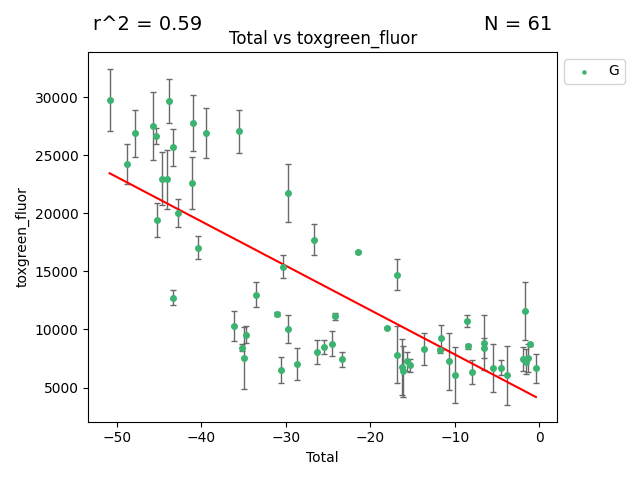 r^2 = 0.59
N = 61
Total vs toxgreen_fluor
G
30000
25000
20000
15000
10000
5000
toxgreen_fluor
−50
−40
−30
−20
−10
0
Total